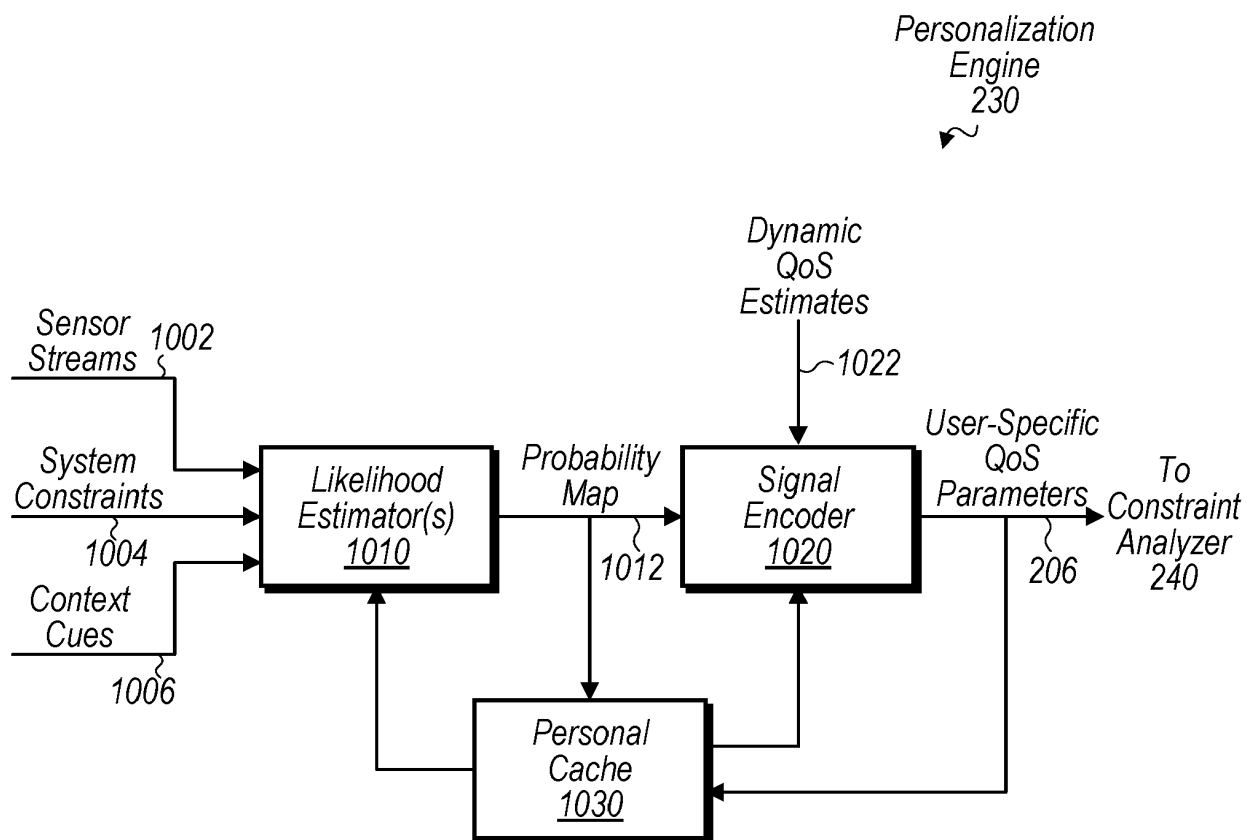 Personalization
Engine
230
Dynamic
QoS
Estimates
1022
Sensor
Streams
1002
System
Constraints
1004
Context
Cues
1006
Likelihood
Estimator(s)
1010
Probability
Map
1012
Signal
Encoder
1020
User-Specific
QoS
Parameters
206
To
Constraint
Analyzer
240
Personal
Cache
1030